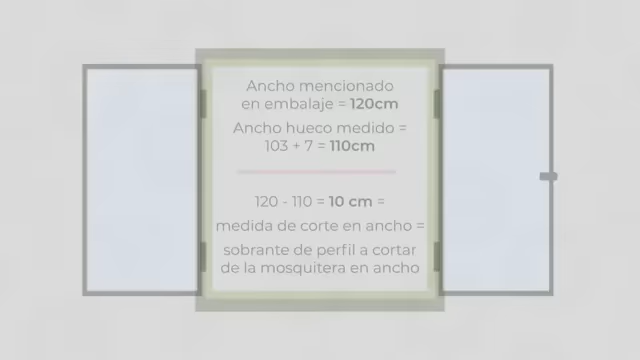 Ancho mencionado
en embalaje = 120cm
Ancho hueco medido =
103 + 7 = 110cm
120 - 110 = 10 cm =
medida de corte en ancho =
sobrante de perfil a cortar
de la mosquitera en ancho